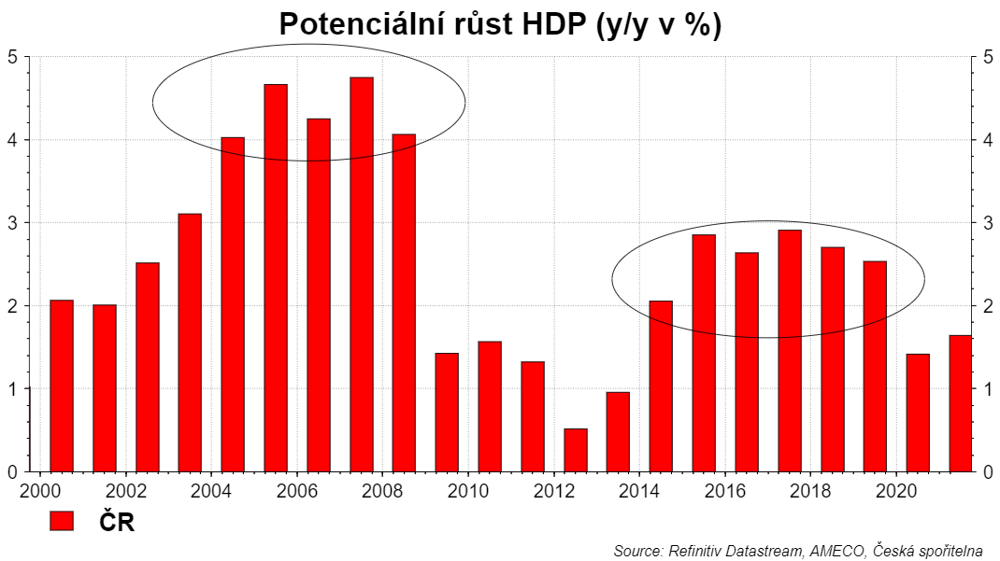 Potenciální růst HDP (y/y v %)
5 5
4 4
3 3
2 2
1 1
0 0
2000 2002 2004 2006 2008 2010 2012 2014 2016 2018 2020
ČR
Source: Refinitiv Datastream, AMECO, Česká spořitelna